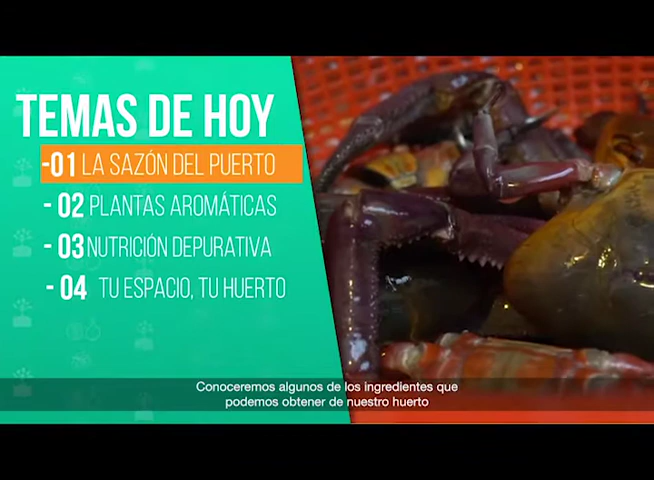 TEMAS DE HOY
-01 LA SAZÓN DEL PUERTO
- 02 PLANTAS AROMÁTICAS
- 03 NUTRICIÓN DEPURATIVA
- 04 TU ESPACIO, TU HUERTO
Conoceremos algunos de los ingredientes que
podemos obtener de nuestro huerto